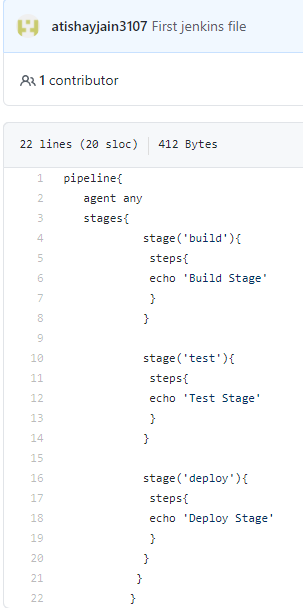 atishayjain3107 First jenkins file
1 contributor
22 lines (20 sloc) 412 Bytes
1 pipeline{
2 agent any
3 stages{
4 stage('build'){
5 steps{
6 echo 'Build Stage'
7 }
8 }
9
10 stage('test'){
11 steps{
12 echo 'Test Stage'
13 }
14 }
15
16 stage('deploy'){
17 steps{
18 echo 'Deploy Stage'
19 }
20 }
21 }
22 }